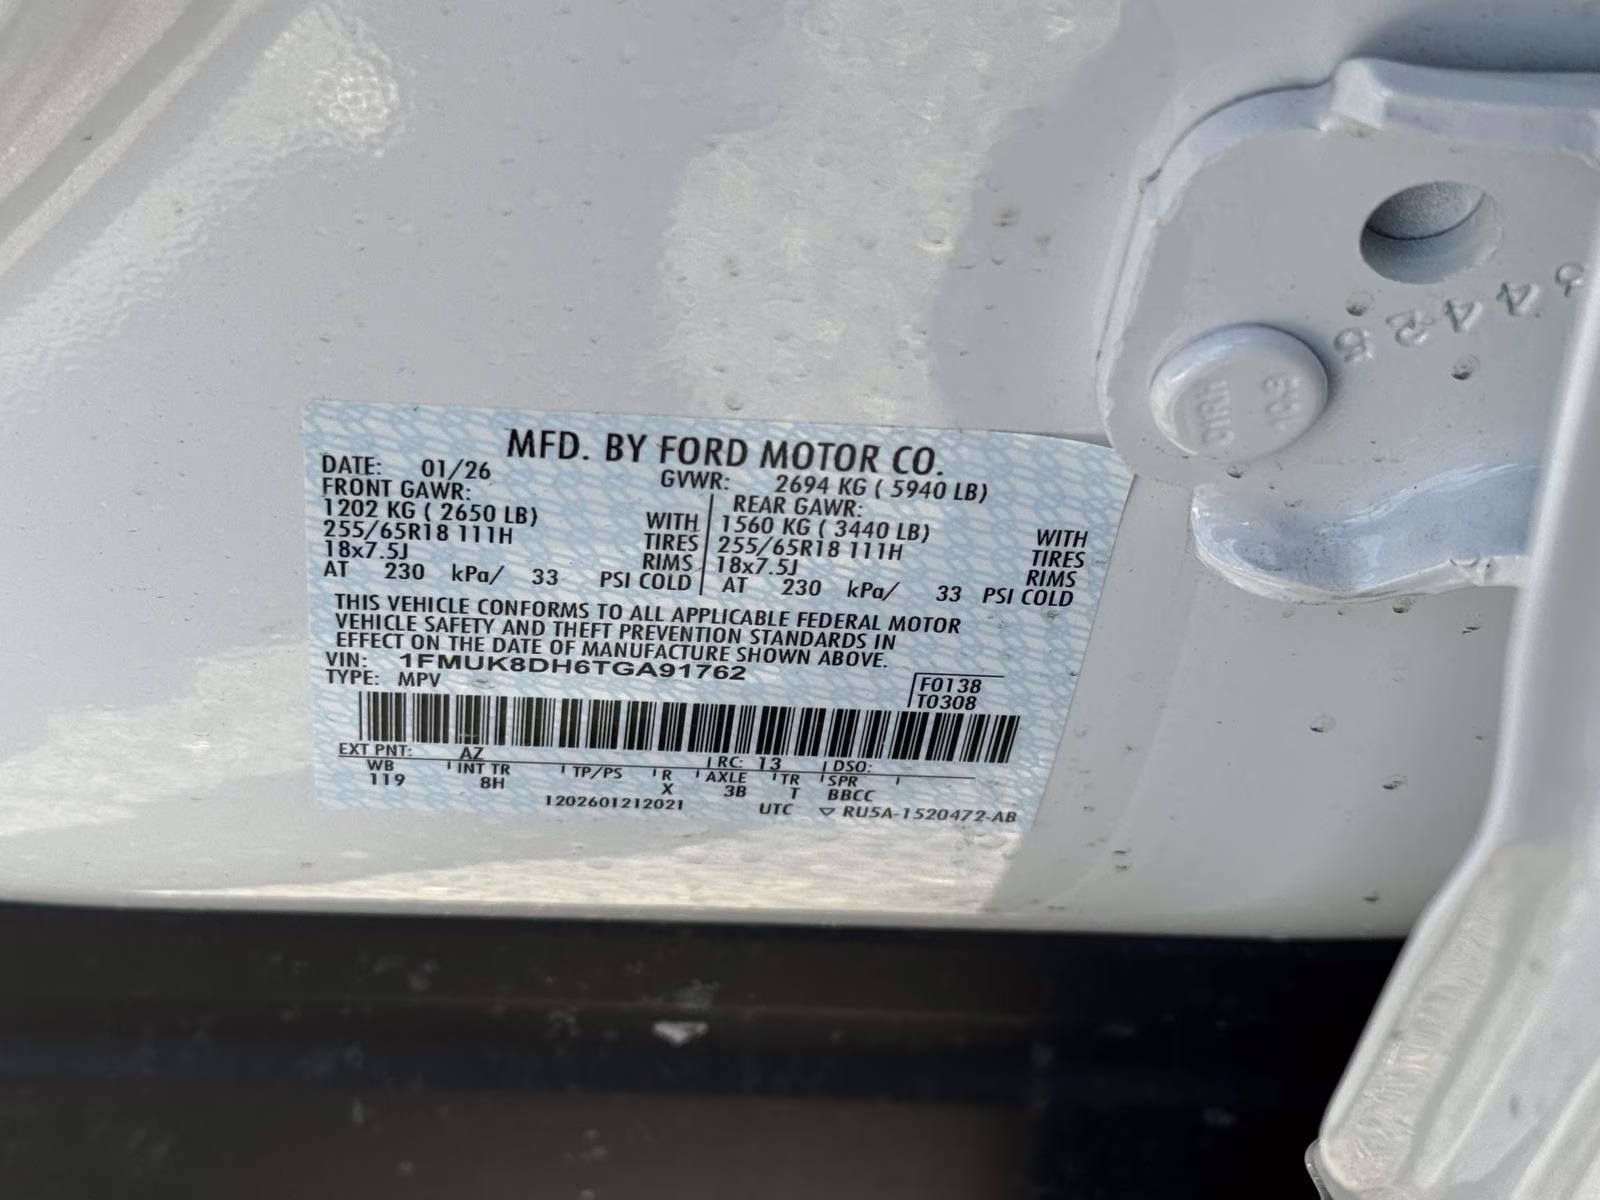 34425
MFD. BY FORD MOTOR CO.
DATE: 01/26 GVWR: 2694 KG ( 5940 LB)
FRONT GAWR: REAR GAWR:
1202 KG ( 2650 LB) WITH 1560 KG ( 3440 LB) WITH
255/65R18 111H TIRES 255/65R18 111H TIRES
18x7.5J RIMS 18x7.5J RIMS
AT 230 kPa/ 33 PSI COLD AT 230 kPa/ 33 PSI COLD
THIS VEHICLE CONFORMS TO ALL APPLICABLE FEDERAL MOTOR
VEHICLE SAFETY AND THEFT PREVENTION STANDARDS IN
EFFECT ON THE DATE OF MANUFACTURE SHOWN ABOVE.
VIN: 1FMUK8DH6TGA91762
TYPE: MPV F0138
T0308
EXT PNT: AZ RC: 13 DSO:
WB INT TR TP/PS R AXLE TR SPR
119 8H X 3B T BBCC
1202601212021 UTC ▽ RU5A-1520472-AB